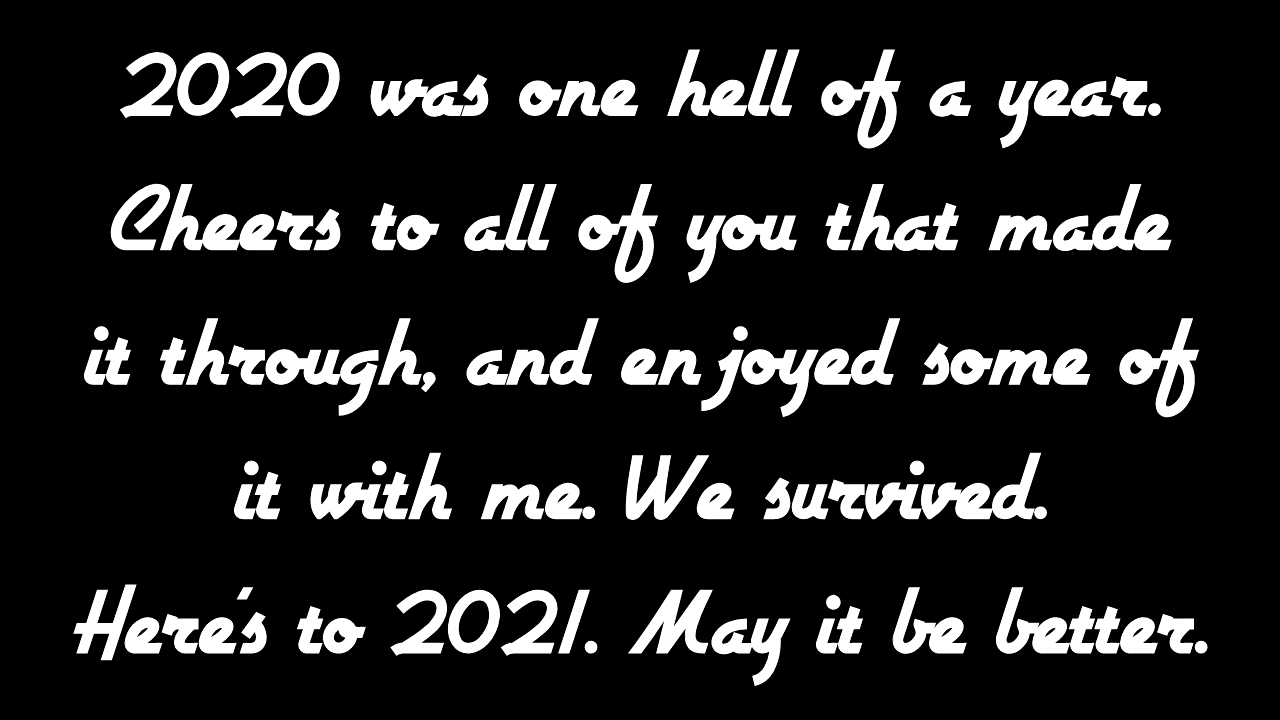 2020 was one hell of a year.
Cheers to all of you that made
it through, and enjoyed some of
it with me. We survived.
Here's to 2021. May it be better.